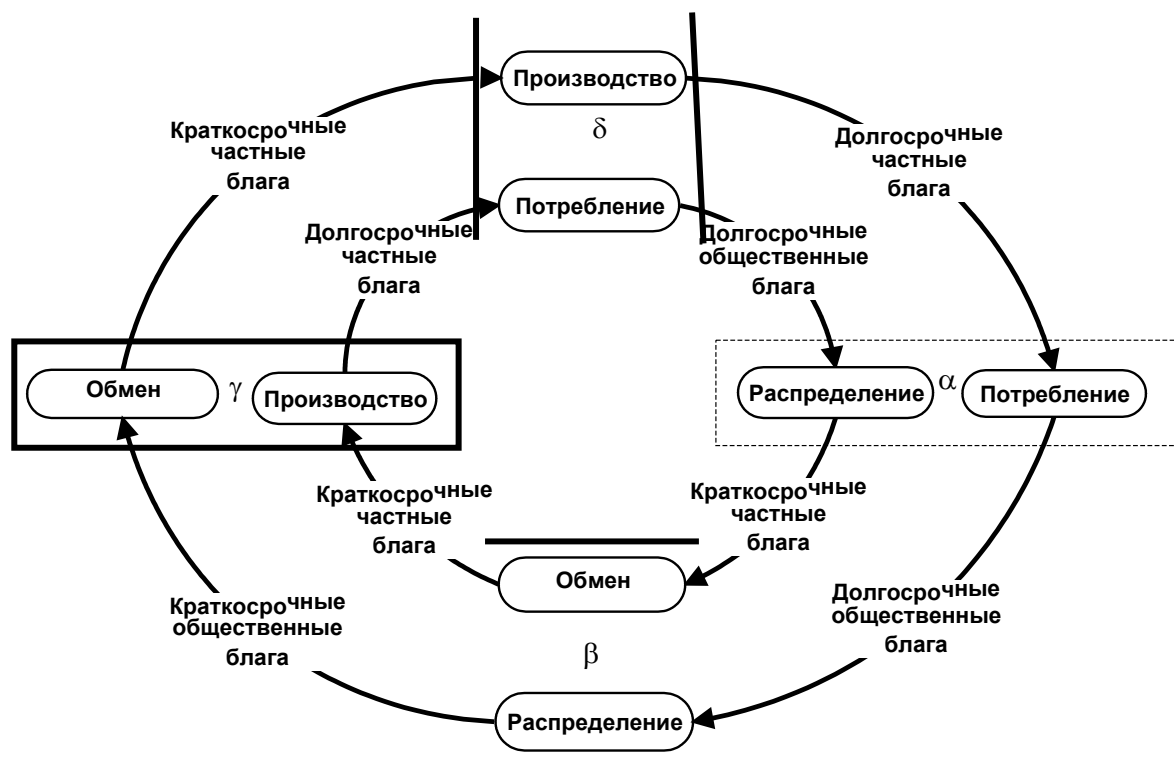 Производство
δ
Краткосрочные
частные
блага
Долгосрочные
частные
блага
Потребление
Долгосрочные
частные
блага
Долгосрочные
общественные
блага
Обмен
γ
Производство
Распределение
α
Потребление
Краткосрочные
частные
блага
Краткосрочные
частные
блага
Обмен
Краткосрочные
общественные
блага
Долгосрочные
общественные
блага
β
Распределение